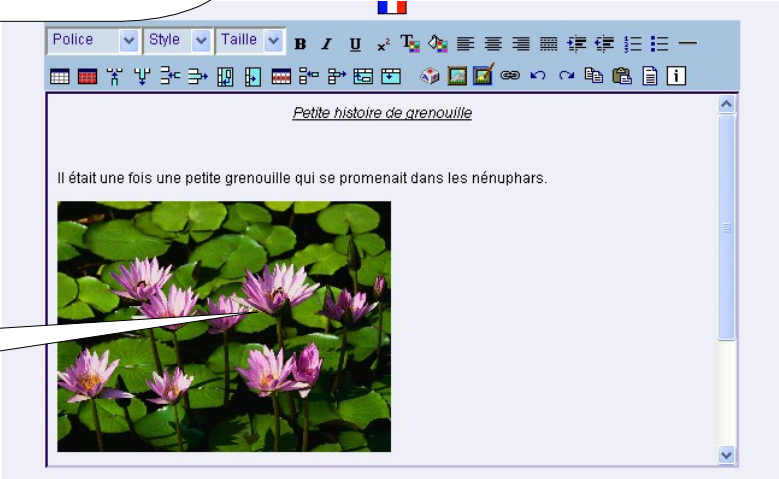 Police Style Taille B I U x²
Petite histoire de grenouille
Il était une fois une petite grenouille qui se promenait dans les nénuphars.